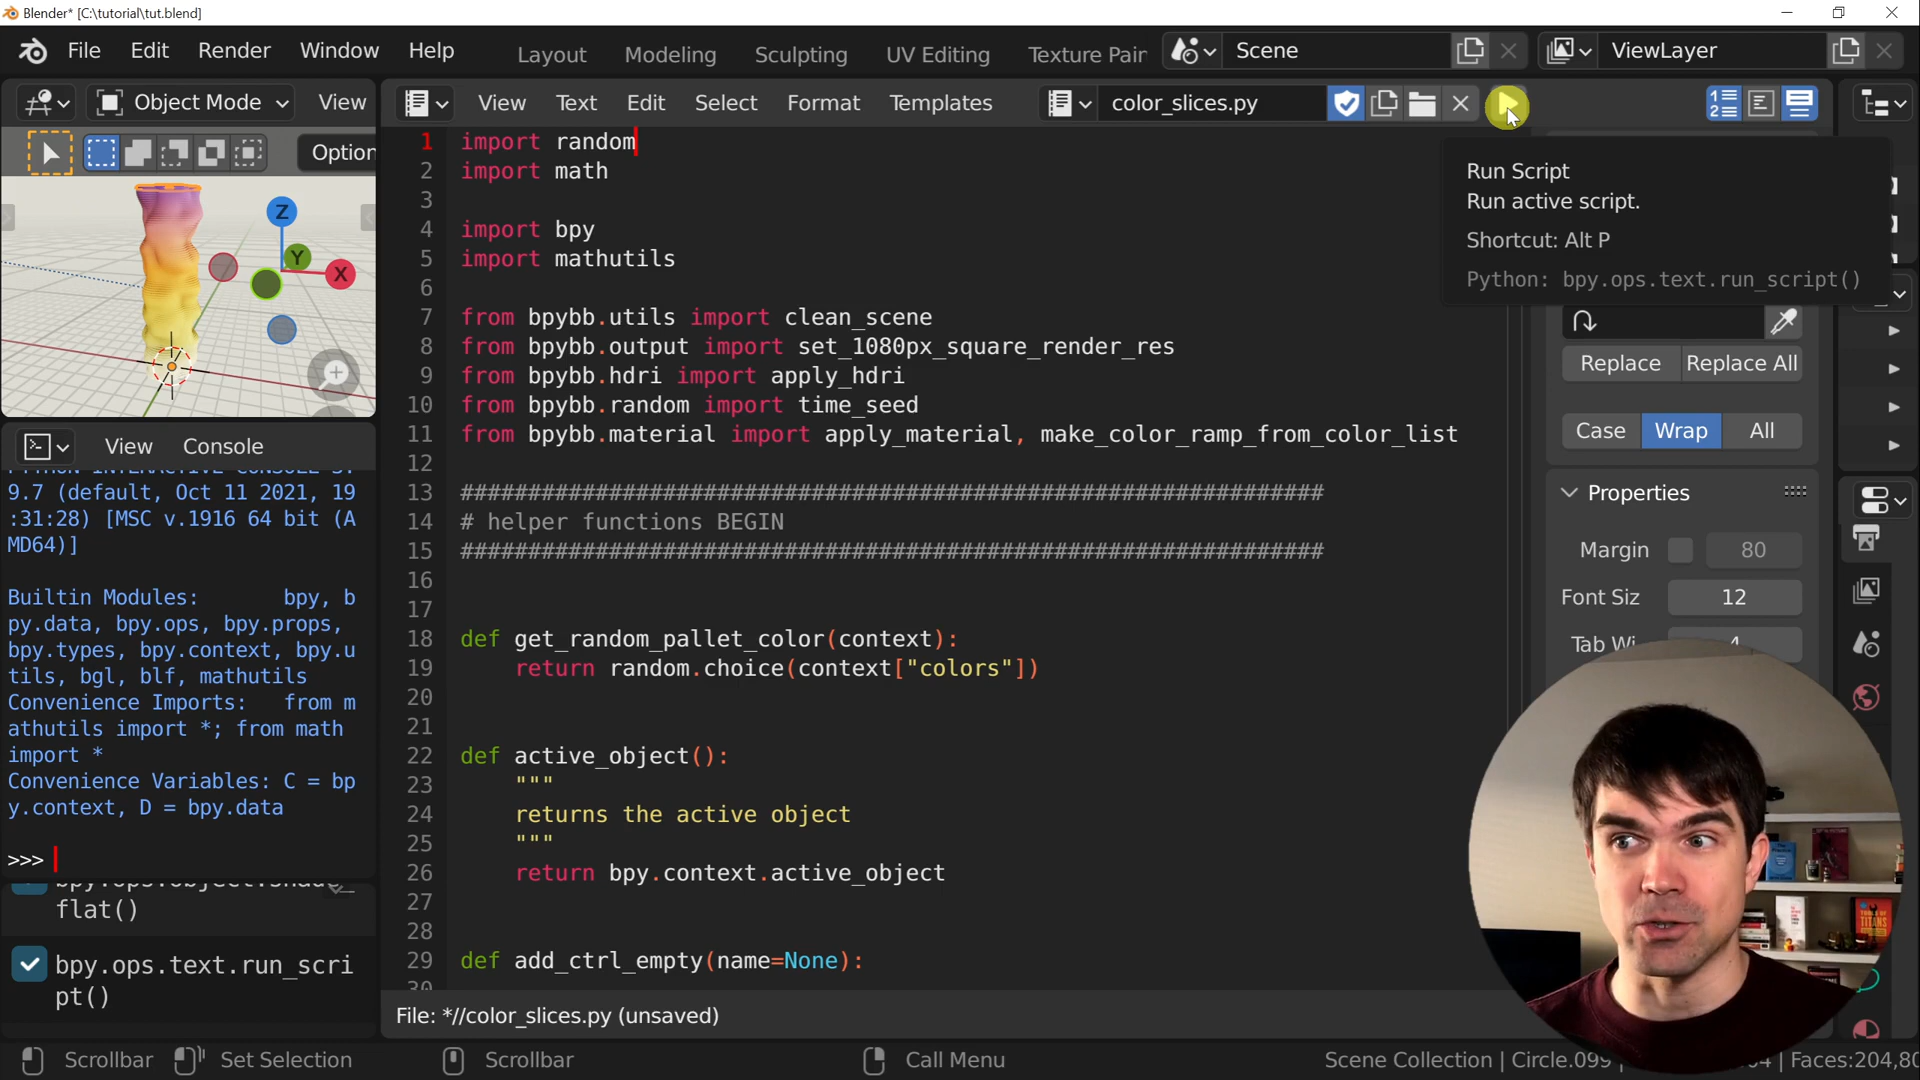 Blender* [C:\tutorial\tut.blend]
File Edit Render Window Help Layout Modeling Sculpting UV Editing Texture Pair Scene ViewLayer
Object Mode View
Option
Z
Y
X
View Text Edit Select Format Templates color_slices.py
1 import random
2 import math
3
4 import bpy
5 import mathutils
6
7 from bpybb.utils import clean_scene
8 from bpybb.output import set_1080px_square_render_res
9 from bpybb.hdri import apply_hdri
10 from bpybb.random import time_seed
11 from bpybb.material import apply_material, make_color_ramp_from_color_list
12
13 ################################################################
14 # helper functions BEGIN
15 ################################################################
16
17
18 def get_random_pallet_color(context):
19 return random.choice(context["colors"])
20
21
22 def active_object():
23 """
24 returns the active object
25 """
26 return bpy.context.active_object
27
28
29 def add_ctrl_empty(name=None):
30
File: *//color_slices.py (unsaved)
Run Script
Run active script.
Shortcut: Alt P
Python: bpy.ops.text.run_script()
Replace Replace All
Case Wrap All
Properties
Margin 80
Font Siz 12
Tab Wi 4
View Console
9.7 (default, Oct 11 2021, 19
:31:28) [MSC v.1916 64 bit (A
MD64)]
Builtin Modules: bpy, b
py.data, bpy.ops, bpy.props,
bpy.types, bpy.context, bpy.u
tils, bgl, blf, mathutils
Convenience Imports: from m
athutils import *; from math
import *
Convenience Variables: C = bp
y.context, D = bpy.data
>>>
flat()
bpy.ops.text.run_scri
pt()
Scrollbar Set Selection Scrollbar Call Menu Scene Collection | Circle.099 | Faces:204,80
TOOLS OF
TITANS